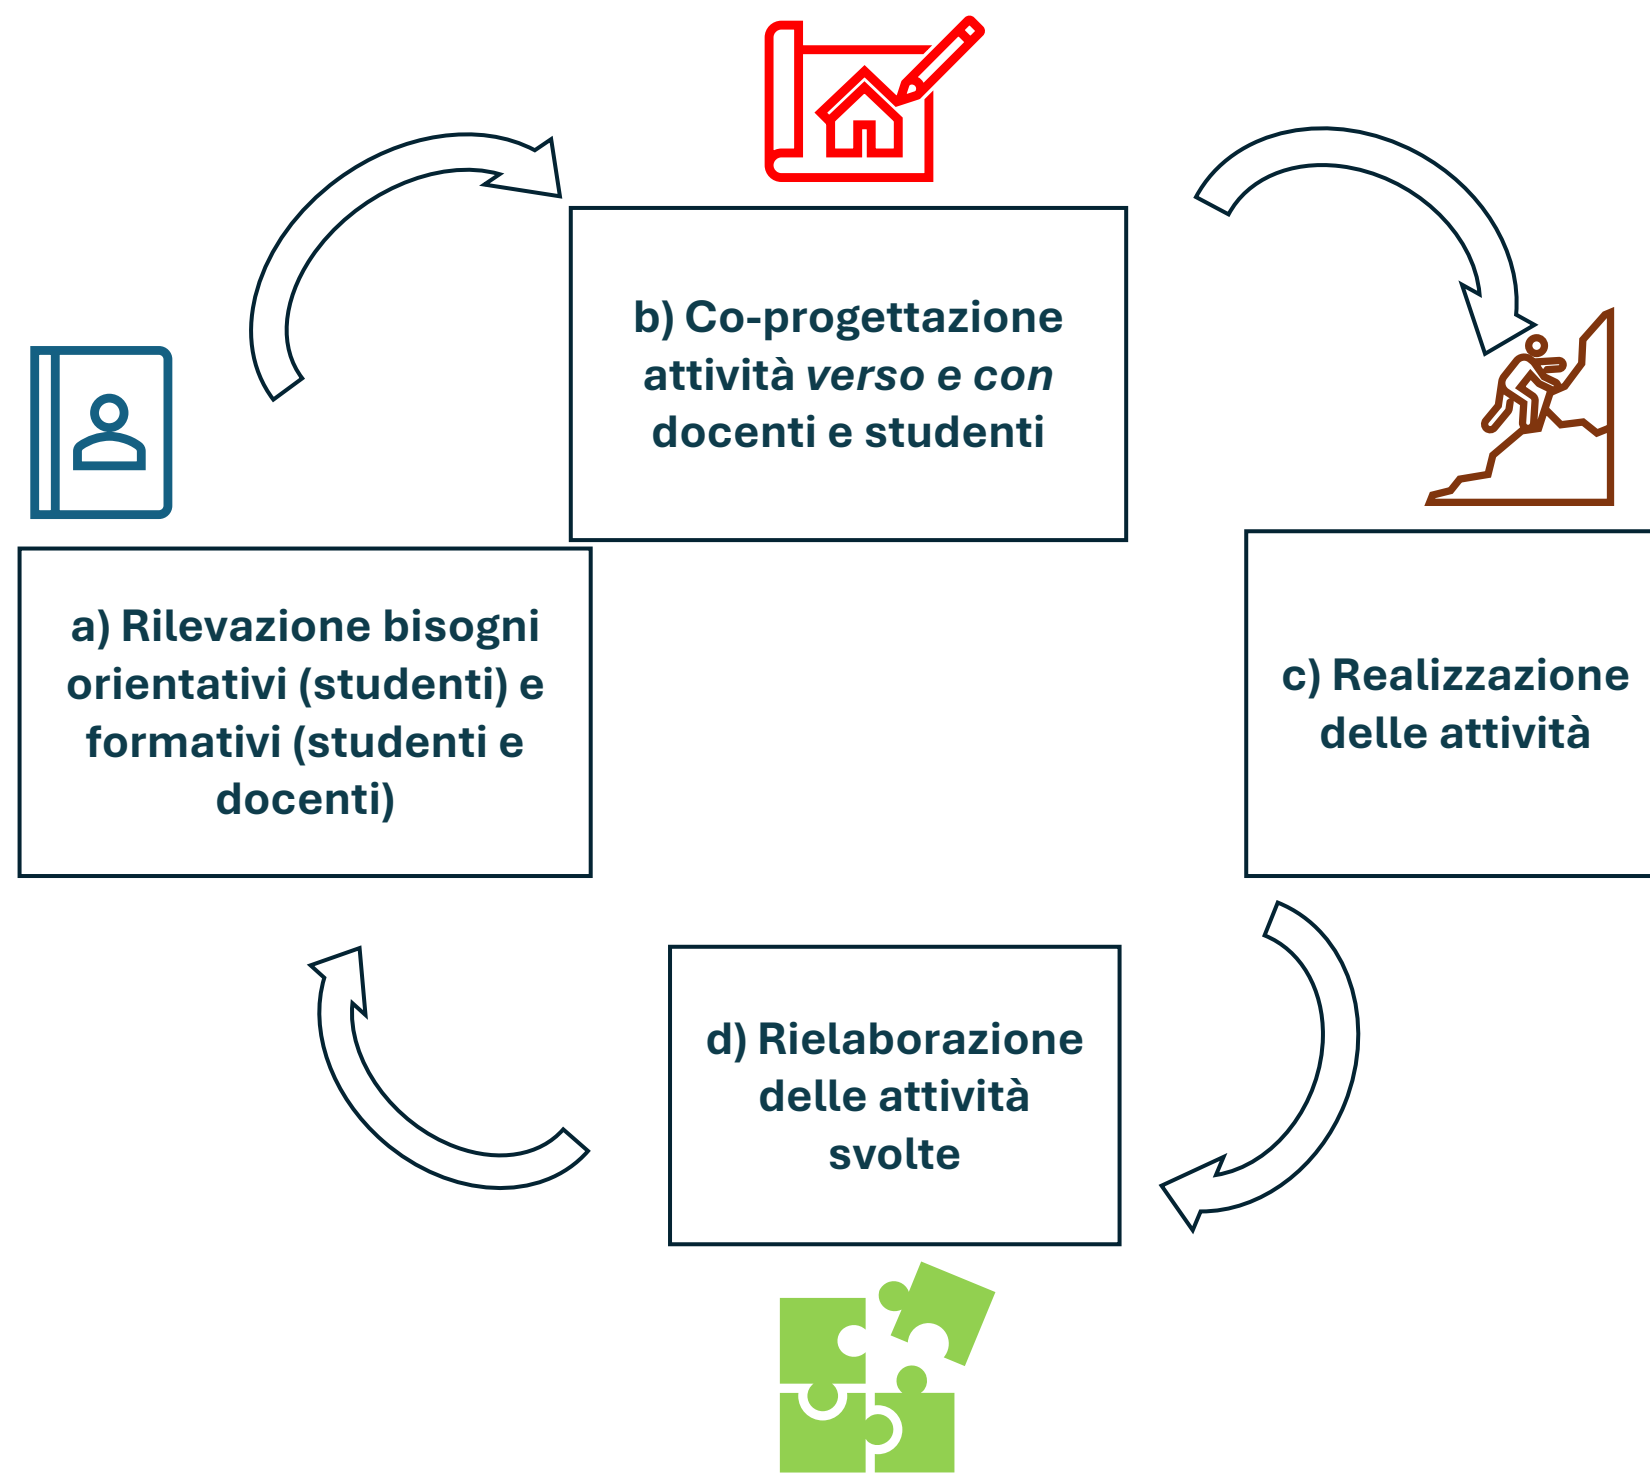 b) Co-progettazione
attività verso e con
docenti e studenti
a) Rilevazione bisogni
orientativi (studenti) e
formativi (studenti e
docenti)
c) Realizzazione
delle attività
d) Rielaborazione
delle attività
svolte